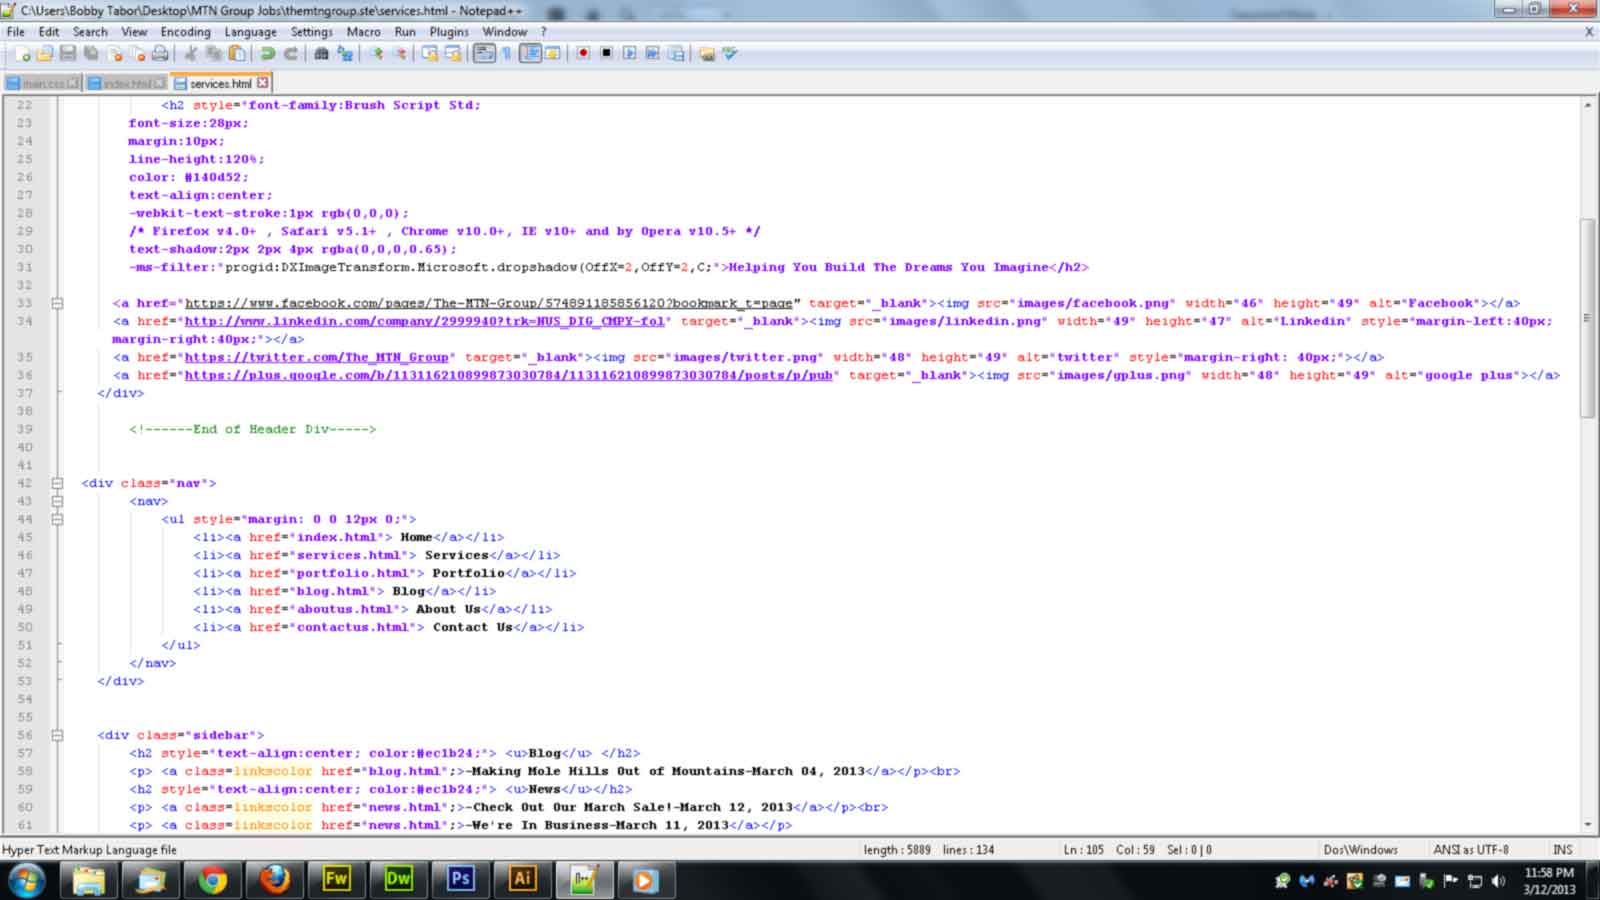 C:\Users\Bobby Tabor\Desktop\MTN Group Jobs\themtngroup.ste\services.html - Notepad++
File Edit Search View Encoding Language Settings Macro Run Plugins Window ? X
main.css index.html services.html
22 <h2 style="font-family:Brush Script Std;
23 font-size:28px;
24 margin:10px;
25 line-height:120%;
26 color: #140d52;
27 text-align:center;
28 -webkit-text-stroke:1px rgb(0,0,0);
29 /* Firefox v4.0+ , Safari v5.1+ , Chrome v10.0+, IE v10+ and by Opera v10.5+ */
30 text-shadow:2px 2px 4px rgba(0,0,0,0.65);
31 -ms-filter:"progid:DXImageTransform.Microsoft.dropshadow(OffX=2,OffY=2,C;">Helping You Build The Dreams You Imagine</h2>
32
33 <a href="https://www.facebook.com/pages/The-MTN-Group/574891185856120?bookmark_t=page" target="_blank"><img src="images/facebook.png" width="46" height="49" alt="Facebook"></a>
34 <a href="http://www.linkedin.com/company/2999940?trk=NUS_DIG_CMPY-fol" target="_blank"><img src="images/linkedin.png" width="49" height="47" alt="Linkedin" style="margin-left:40px;
margin-right:40px;"></a>
35 <a href="https://twitter.com/The_MTN_Group" target="_blank"><img src="images/twitter.png" width="48" height="49" alt="twitter" style="margin-right: 40px;"></a>
36 <a href="https://plus.google.com/b/113116210899873030784/113116210899873030784/posts/p/pub" target="_blank"><img src="images/gplus.png" width="48" height="49" alt="google plus"></a>
37 </div>
38
39 <!------End of Header Div----->
40
41
42 <div class="nav">
43 <nav>
44 <ul style="margin: 0 0 12px 0;">
45 <li><a href="index.html"> Home</a></li>
46 <li><a href="services.html"> Services</a></li>
47 <li><a href="portfolio.html"> Portfolio</a></li>
48 <li><a href="blog.html"> Blog</a></li>
49 <li><a href="aboutus.html"> About Us</a></li>
50 <li><a href="contactus.html"> Contact Us</a></li>
51 </ul>
52 </nav>
53 </div>
54
55
56 <div class="sidebar">
57 <h2 style="text-align:center; color:#ec1b24;"> <u>Blog</u> </h2>
58 <p> <a class=linkscolor href="blog.html";>-Making Mole Hills Out of Mountains-March 04, 2013</a></p><br>
59 <h2 style="text-align:center; color:#ec1b24;"> <u>News</u></h2>
60 <p> <a class=linkscolor href="news.html";>-Check Out Our March Sale!-March 12, 2013</a></p><br>
61 <p> <a class=linkscolor href="news.html";>-We're In Business-March 11, 2013</a></p>
Hyper Text Markup Language file length : 5889 lines : 134 Ln : 105 Col : 59 Sel : 0 | 0 Dos\Windows ANSI as UTF-8 INS
Fw Dw Ps Ai
11:58 PM
3/12/2013